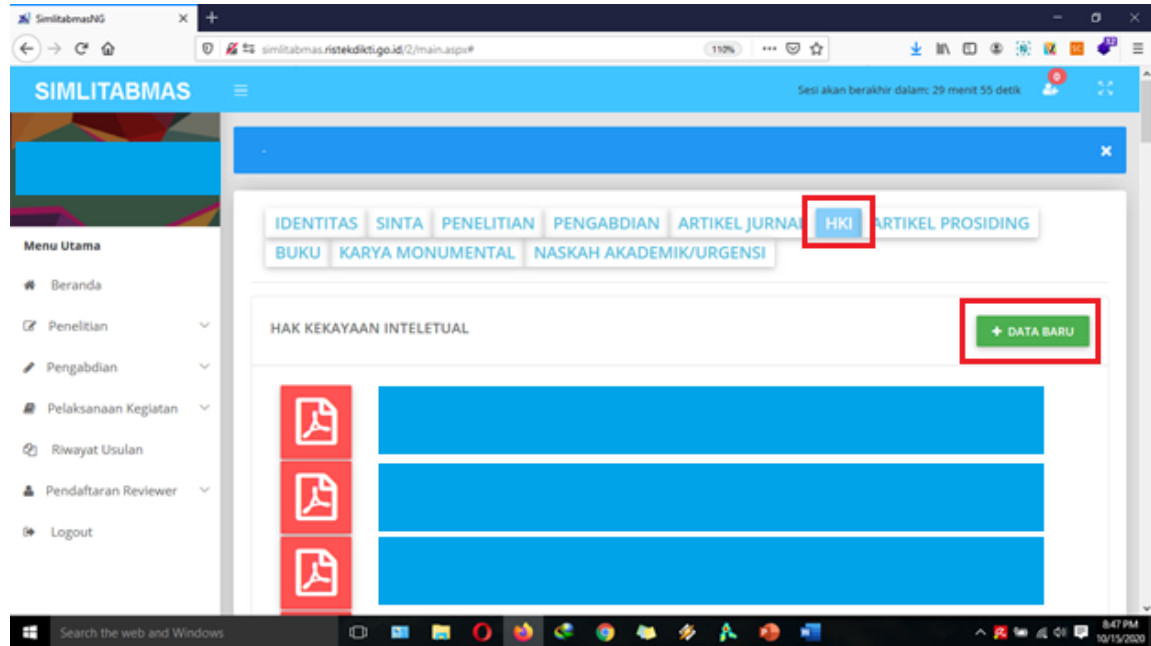 SimlitabmasNG
simlitabmas.ristekdikti.go.id/2/main.aspx#
110%
12
SIMLITABMAS
Sesi akan berakhir dalam: 29 menit 55 detik
0
IDENTITAS SINTA PENELITIAN PENGABDIAN ARTIKEL JURNAL HKI ARTIKEL PROSIDING
BUKU KARYA MONUMENTAL NASKAH AKADEMIK/URGENSI
Menu Utama
Beranda
Penelitian
Pengabdian
Pelaksanaan Kegiatan
Riwayat Usulan
Pendaftaran Reviewer
Logout
HAK KEKAYAAN INTELETUAL
+ DATA BARU
Search the web and Windows
8:47 PM
10/15/2020